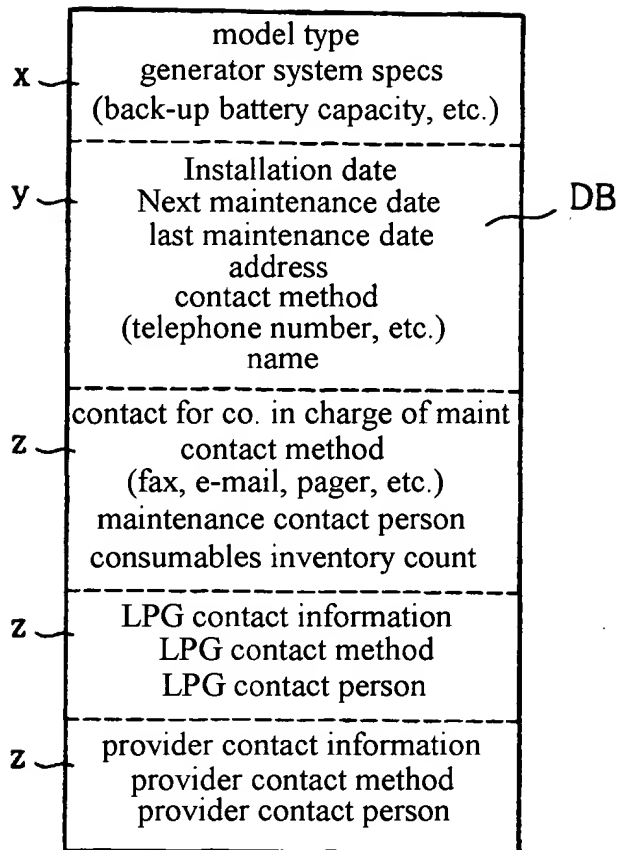 model type
x
generator system specs
(back-up battery capacity, etc.)
Installation date
y
Next maintenance date
DB
last maintenance date
address
contact method
(telephone number, etc.)
name
contact for co. in charge of maint
z
contact method
(fax, e-mail, pager, etc.)
maintenance contact person
consumables inventory count
z
LPG contact information
LPG contact method
LPG contact person
z
provider contact information
provider contact method
provider contact person